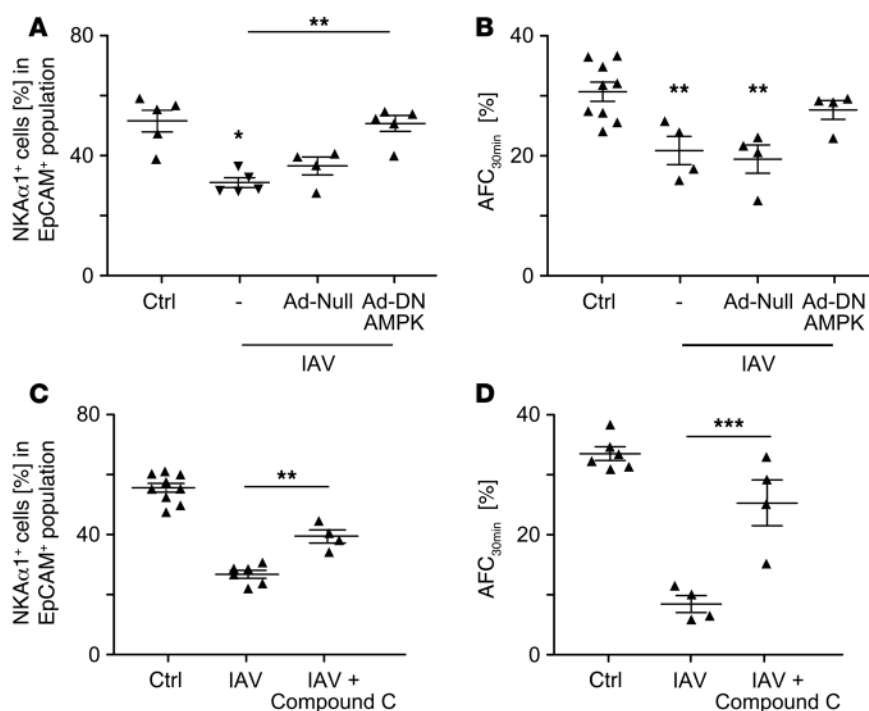 A
NKAα1⁺ cells [%] in
EpCAM⁺ population
80
40
0
**
*
Ctrl
-
Ad-Null
Ad-DN
AMPK
IAV
B
AFC30min [%]
40
20
0
**
**
Ctrl
-
Ad-Null
Ad-DN
AMPK
IAV
C
NKAα1⁺ cells [%] in
EpCAM⁺ population
80
40
0
**
Ctrl
IAV
IAV +
Compound C
D
AFC30min [%]
40
20
0
***
Ctrl
IAV
IAV +
Compound C